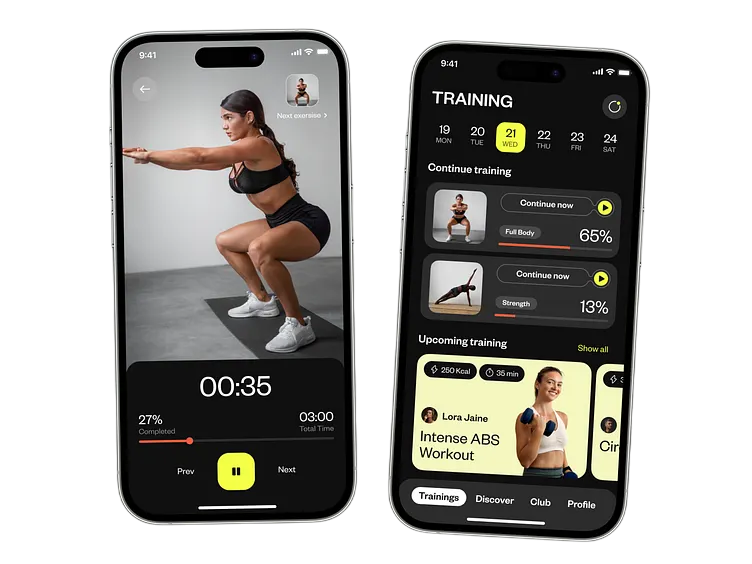 9:41
Next exersise >
00:35
27%
Completed
03:00
Total Time
Prev
Next
9:41
TRAINING
19 20 21 22 23 24
MON TUE WED THU FRI SAT
Continue training
Continue now
Full Body
65%
Continue now
Strength
13%
Upcoming training
Show all
250 Kcal
35 min
Lora Jaine
Intense ABS
Workout
Cir
Trainings Discover Club Profile